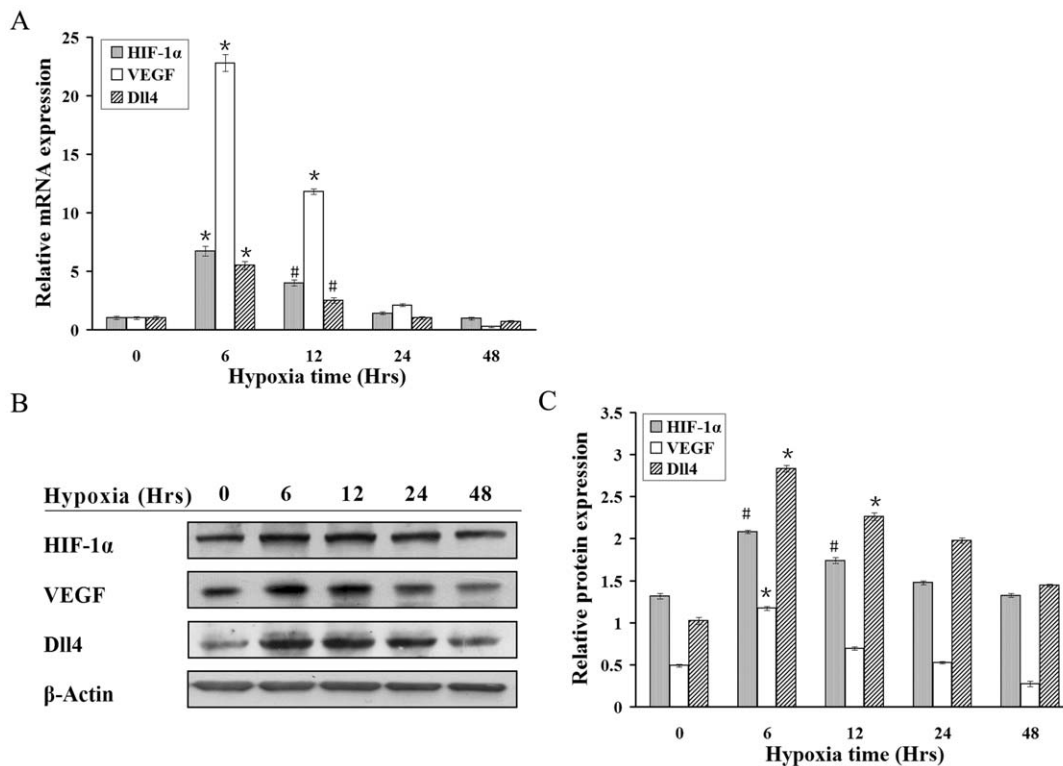 A
25
20
15
10
5
0
Relative mRNA expression
HIF-1α
VEGF
Dll4
*
*
*
*
#
#
0 6 12 24 48
Hypoxia time (Hrs)
B
Hypoxia (Hrs) 0 6 12 24 48
HIF-1α
VEGF
Dll4
β-Actin
C
3.5
3
2.5
2
1.5
1
0.5
0
Relative protein expression
HIF-1α
VEGF
Dll4
*
*
#
#
*
0 6 12 24 48
Hypoxia time (Hrs)